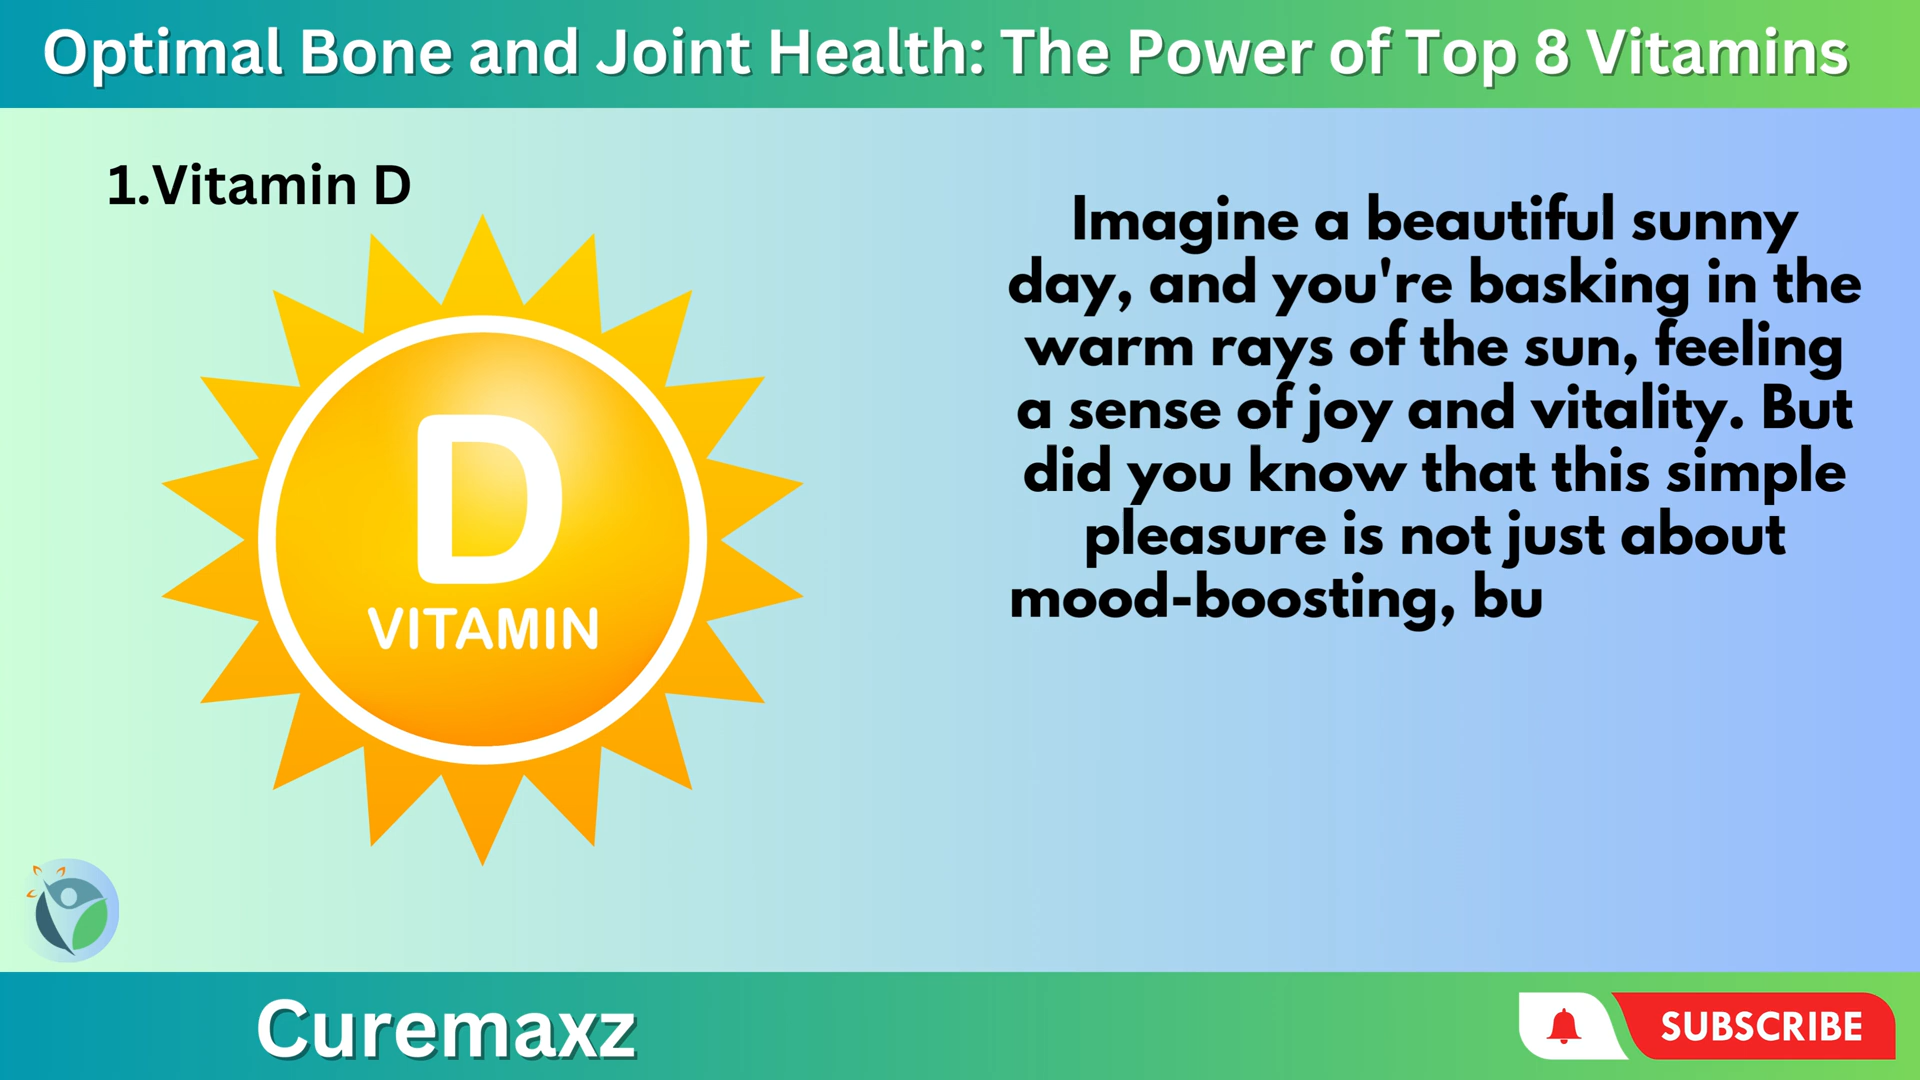 Optimal Bone and Joint Health: The Power of Top 8 Vitamins
1.Vitamin D
D
VITAMIN
Imagine a beautiful sunny
day, and you're basking in the
warm rays of the sun, feeling
a sense of joy and vitality. But
did you know that this simple
pleasure is not just about
mood-boosting, bu
Curemaxz
SUBSCRIBE